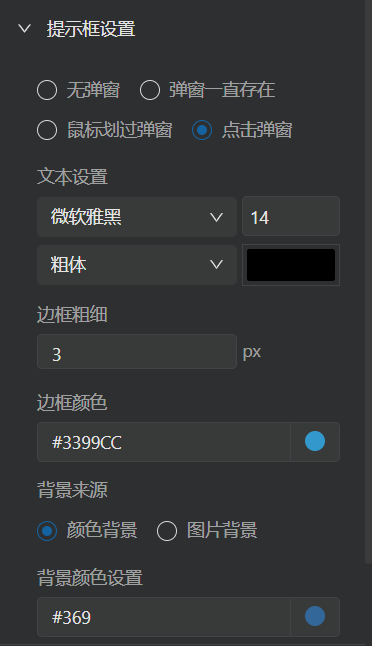 提示框设置
无弹窗 弹窗一直存在
鼠标划过弹窗 点击弹窗
文本设置
微软雅黑 14
粗体
边框粗细
3 px
边框颜色
#3399CC
背景来源
颜色背景 图片背景
背景颜色设置
#369